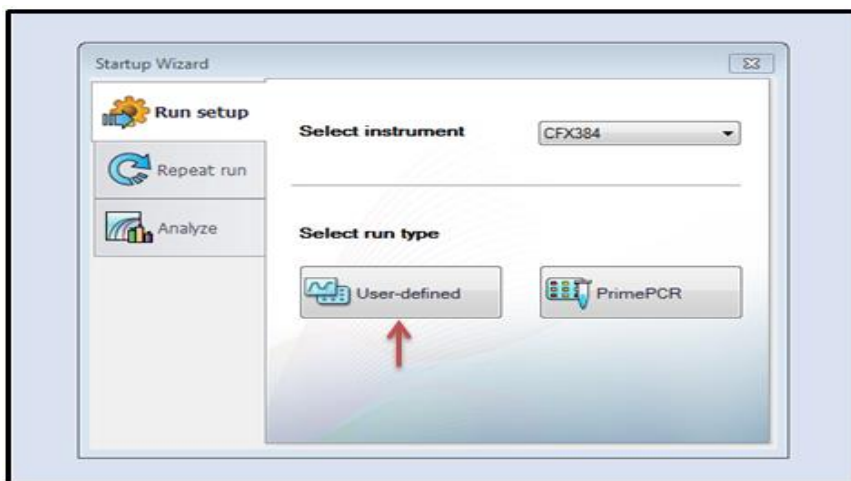 Startup Wizard
Run setup
Select instrument
CFX384
Repeat run
Analyze
Select run type
User-defined
PrimePCR